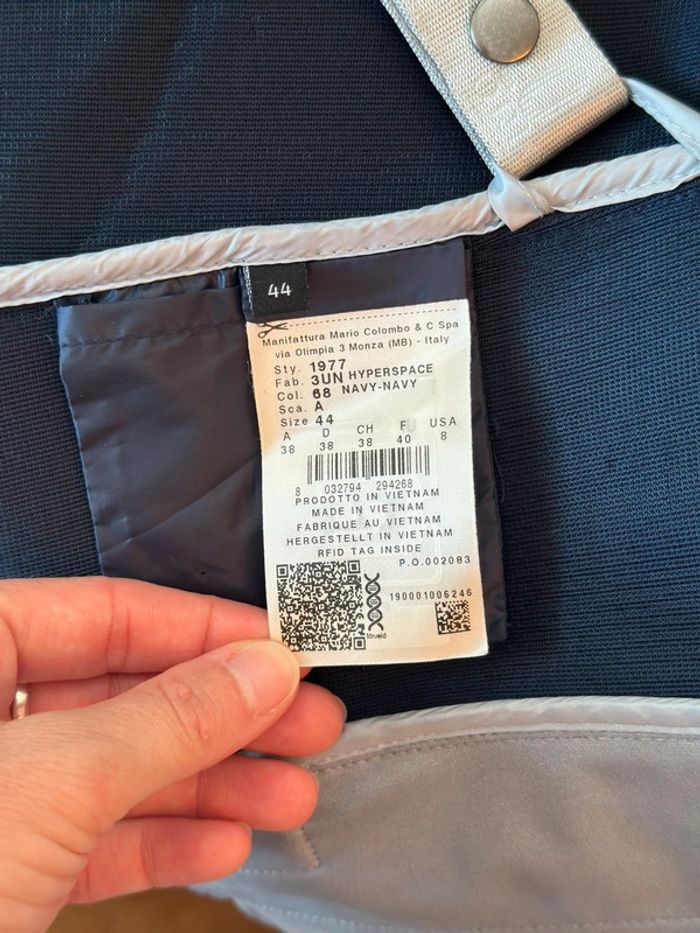 44
Manifattura Mario Colombo & C Spa
via Olimpia 3 Monza (MB) - Italy
Sty. 1977
Fab. 3UN HYPERSPACE
Col. 68 NAVY-NAVY
Sca. A
Size 44
A D CH FU USA
38 38 38 40 8
8 032794 294268
PRODOTTO IN VIETNAM
MADE IN VIETNAM
FABRIQUE AU VIETNAM
HERGESTELLT IN VIETNAM
RFID TAG INSIDE
P.O.002083
190001006246